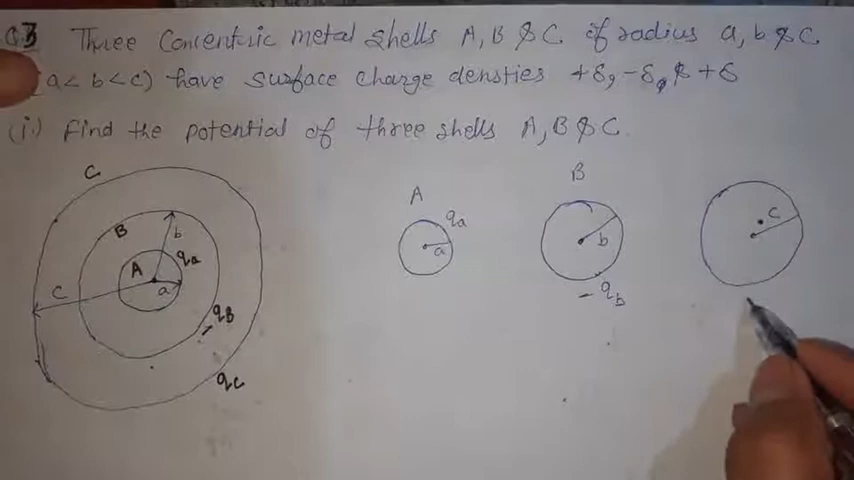 Q3 Three Concentric metal shells A, B & C of radius a, b & C
(a < b < c) have surface charge densties +δ, -δ, & +δ
(i) Find the potential of three shells A, B & C.
C
B
b
A
qa
a
C
qB
-
qC
A
qa
a
B
b
- qb
C